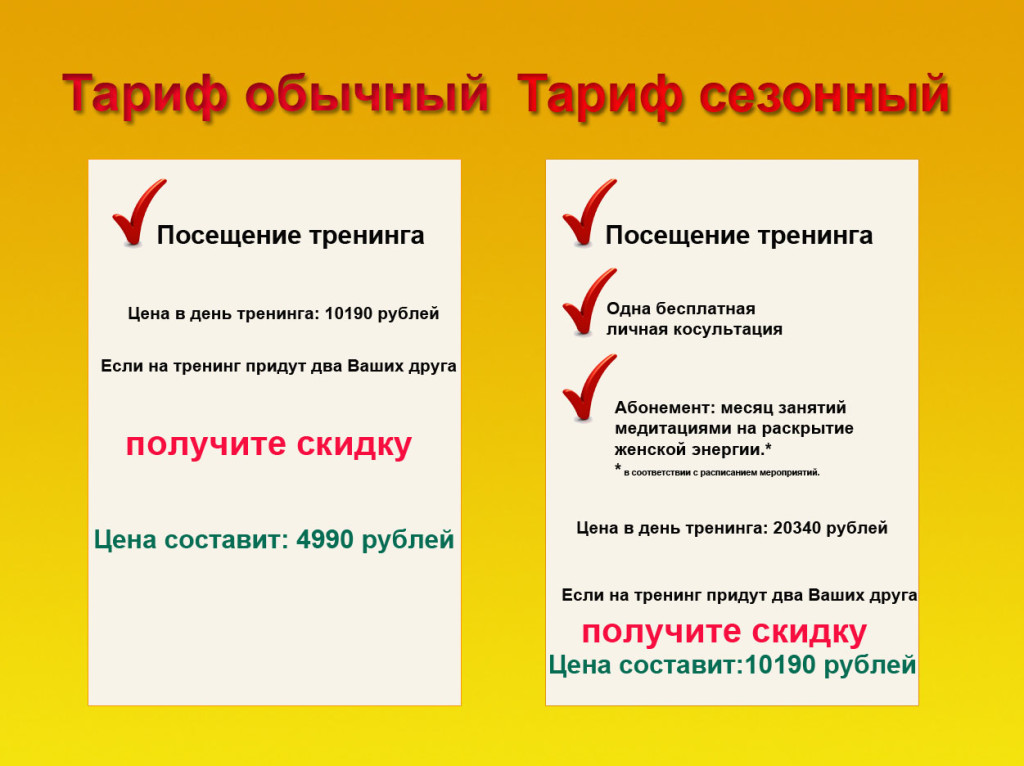 Тариф обычный
Посещение тренинга
Цена в день тренинга: 10190 рублей
Если на тренинг придут два Ваших друга
получите скидку
Цена составит: 4990 рублей
Тариф сезонный
Посещение тренинга
Одна бесплатная
личная косультация
Абонемент: месяц занятий
медитациями на раскрытие
женской энергии.*
* в соответствии с расписанием мероприятий.
Цена в день тренинга: 20340 рублей
Если на тренинг придут два Ваших друга
получите скидку
Цена составит:10190 рублей